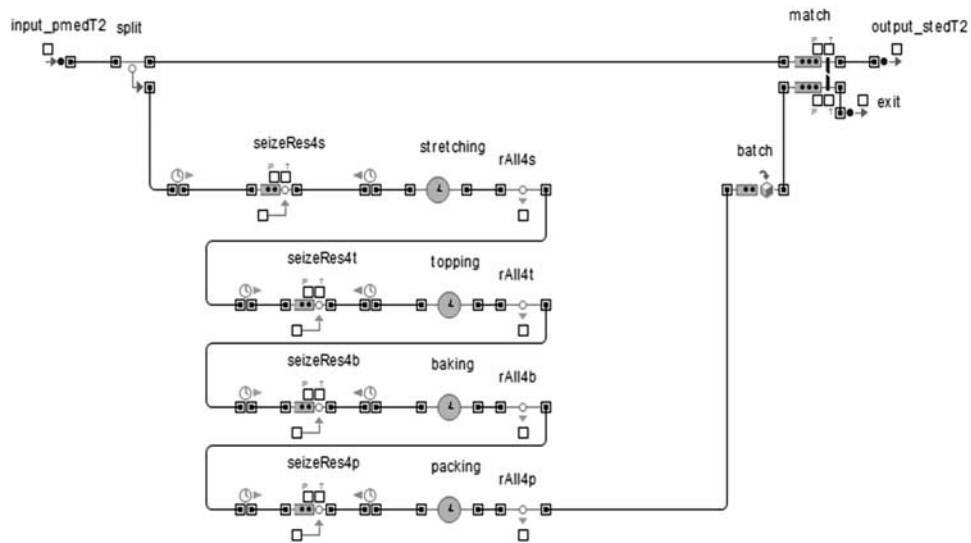 input_pmedT2 split match output_stedT2
P T
P T exit
seizeRes4s stretching rAll4s batch
P T
seizeRes4t topping rAll4t
P T
seizeRes4b baking rAll4b
P T
seizeRes4p packing rAll4p
P T